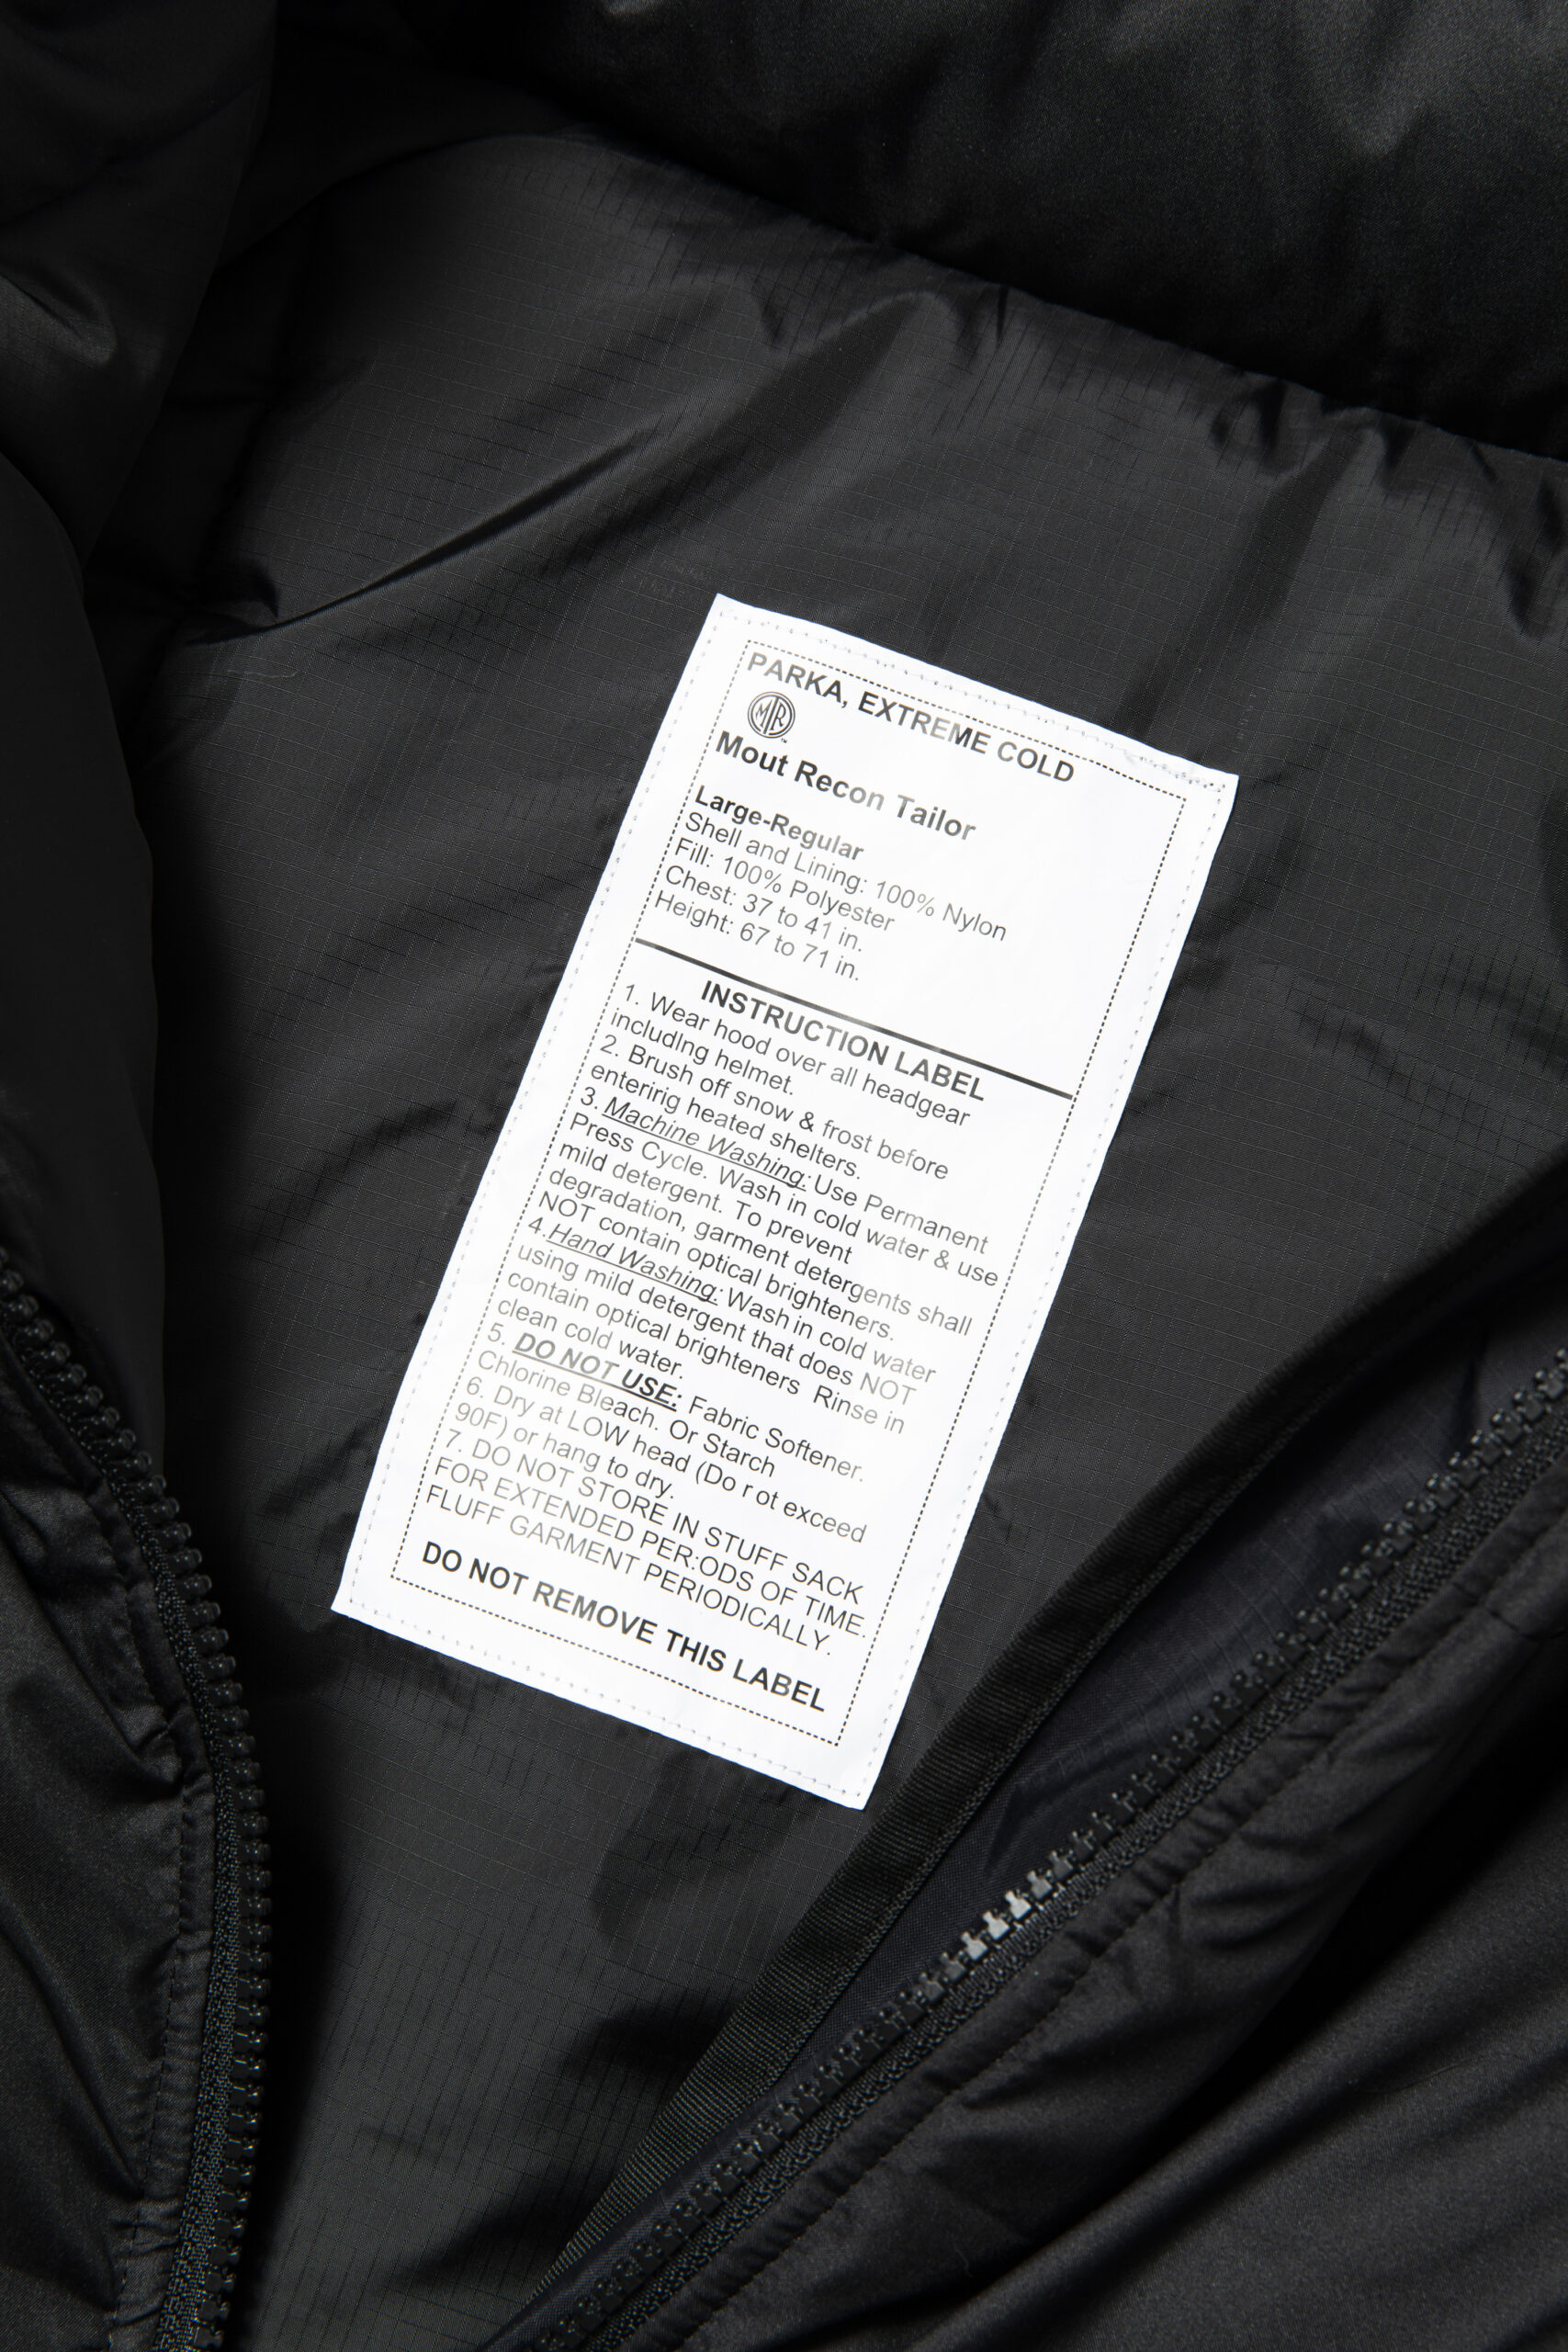 PARKA, EXTREME COLD
MTR
Mout Recon Tailor
Large-Regular
Shell and Lining: 100% Nylon
Fill: 100% Polyester
Chest: 37 to 41 in.
Height: 67 to 71 in.
INSTRUCTION LABEL
1. Wear hood over all headgear
includlng helmet.
2. Brush off snow & frost before
enteririg heated shelters.
3. Machine Washing: Use Permanent
Press Cycle. Wash in cold water & use
mild detergent. To prevent
degradation, garment detergents shall
NOT contain optical brighteners.
4.Hand Washing: Wash in cold water
using mild detergent that does NOT
contain optical brighteners Rinse in
clean cold water.
5. DO NOT USE: Fabric Softener.
Chlorine Bleach. Or Starch
6. Dry at LOW head (Do r ot exceed
90F) or hang to dry.
7. DO NOT STORE IN STUFF SACK
FOR EXTENDED PER:ODS OF TIME.
FLUFF GARMENT PERIODICALLY.
DO NOT REMOVE THIS LABEL